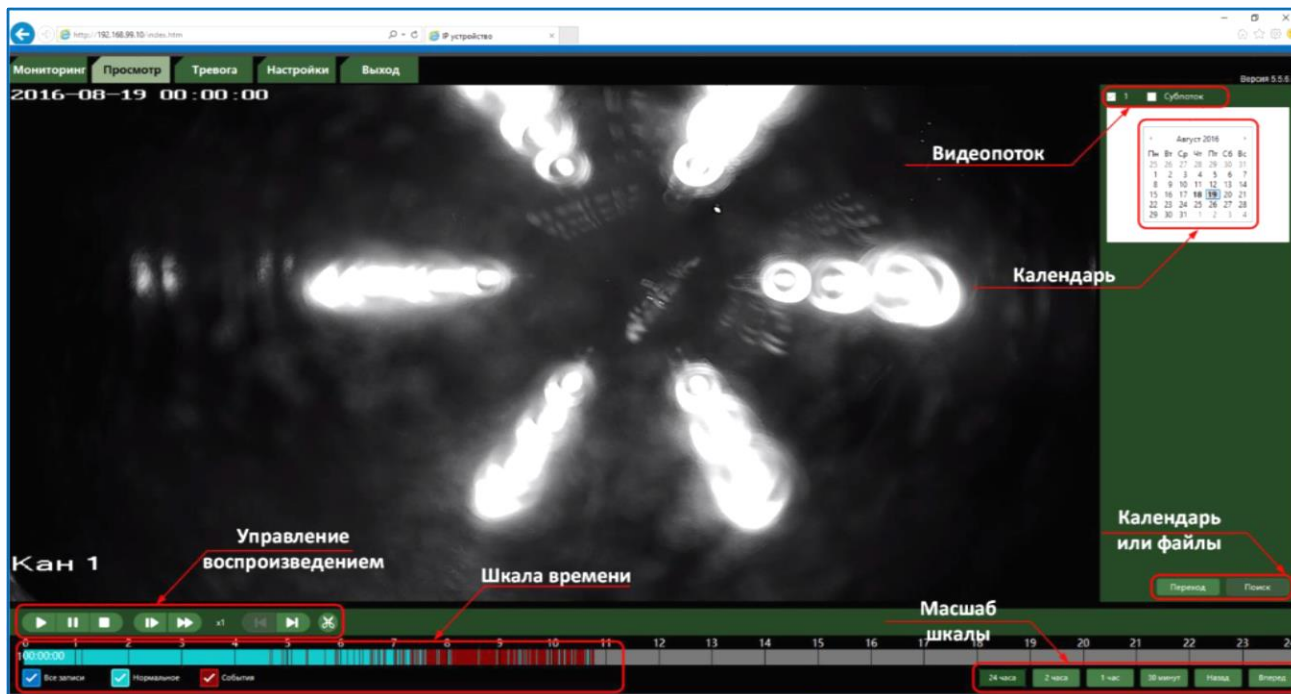 http://192.168.99.10/index.htm
IP устройство
Мониторинг Просмотр Тревога Настройки Выход
Версия 5.5.6
2016-08-19 00:00:00
1 Субпоток
Видеопоток
Август 2016
Пн Вт Ср Чт Пт Сб Вс
25 26 27 28 29 30 31
1 2 3 4 5 6 7
8 9 10 11 12 13 14
15 16 17 18 19 20 21
22 23 24 25 26 27 28
29 30 31 1 2 3 4
Календарь
Календарь
или файлы
Управление
воспроизведением
Кан 1
Шкала времени
Переход Поиск
Масштаб
шкалы
x1
0 1 2 3 4 5 6 7 8 9 10 11 12 13 14 15 16 17 18 19 20 21 22 23
100:00:00
Все записи Нормальное События
24 часа 2 часа 1 час 30 минут Назад Вперед